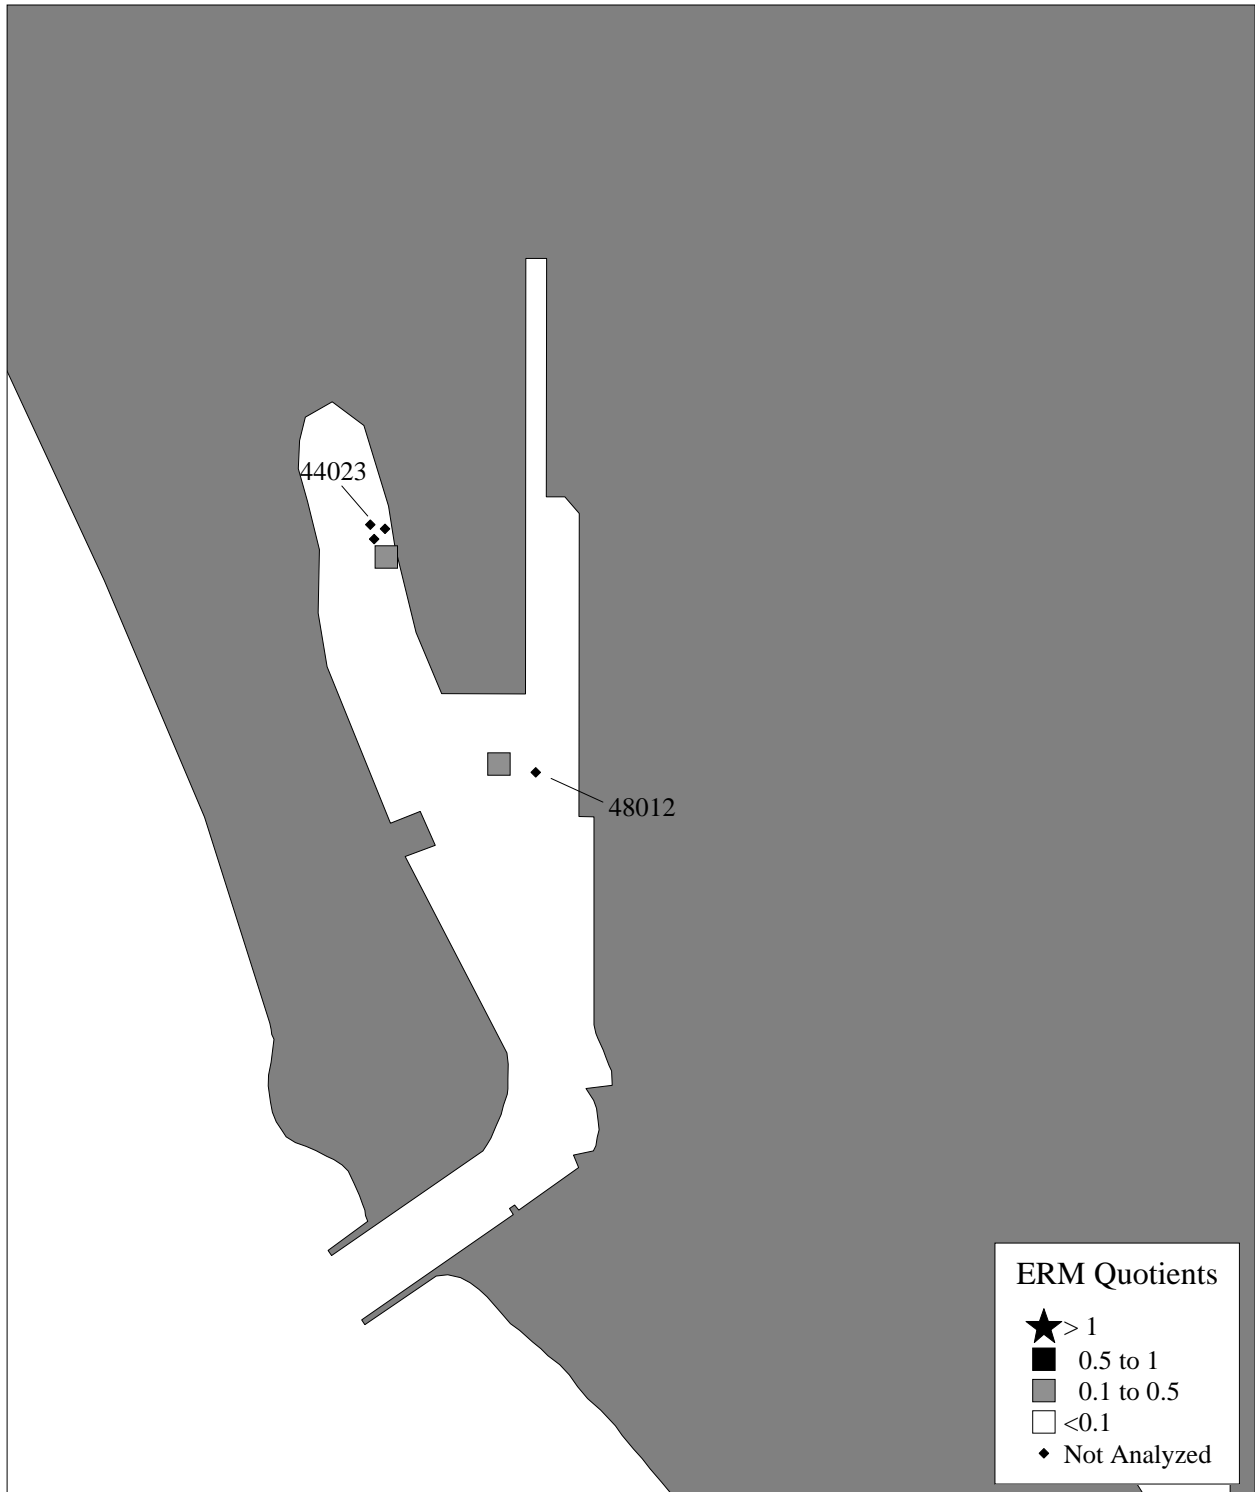 44023
48012
ERM Quotients
> 1
0.5 to 1
0.1 to 0.5
<0.1
Not Analyzed